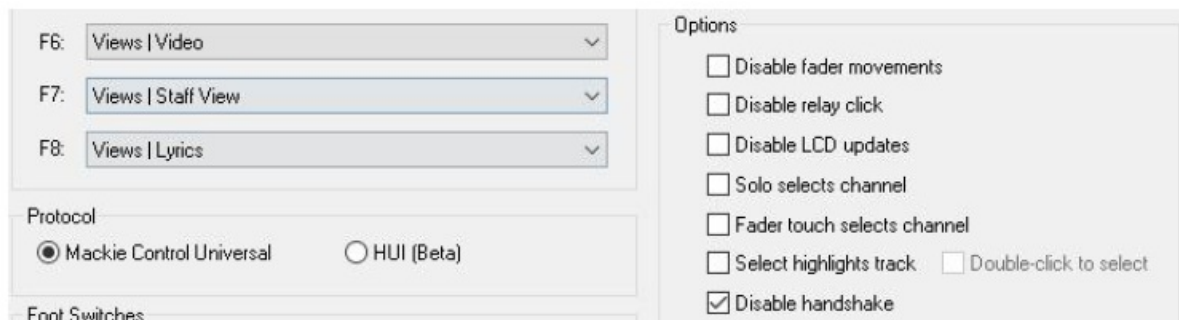 F6: Views | Video
F7: Views | Staff View
F8: Views | Lyrics
Protocol
Mackie Control Universal HUI (Beta)
Foot Switches
Options
Disable fader movements
Disable relay click
Disable LCD updates
Solo selects channel
Fader touch selects channel
Select highlights track Double-click to select
Disable handshake